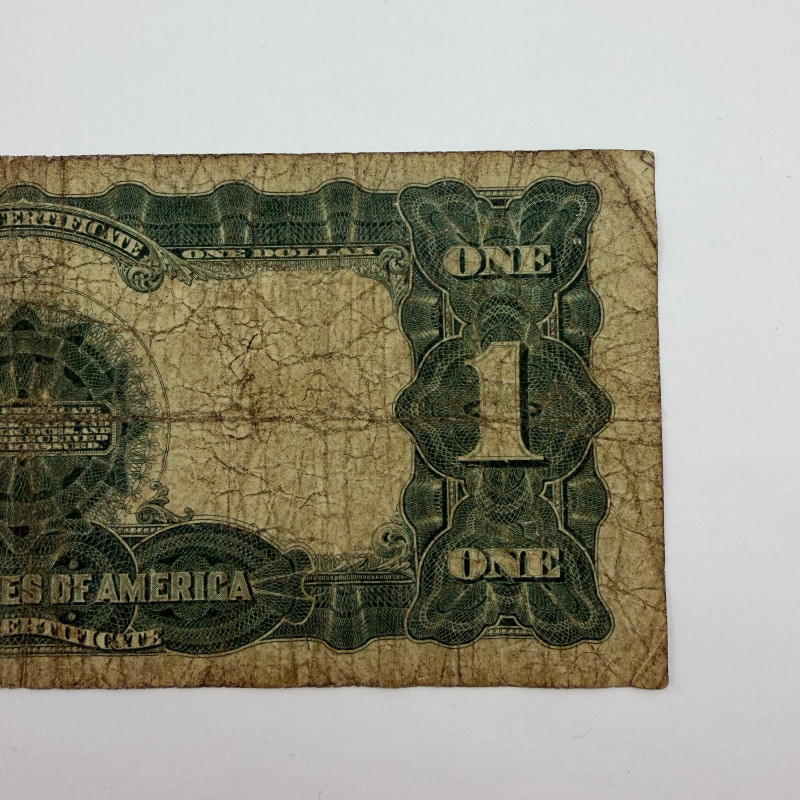 ERTIFICATE
ONE DOLLAR
ONE
1
ES OF AMERICA
ERTIFICATE
ONE